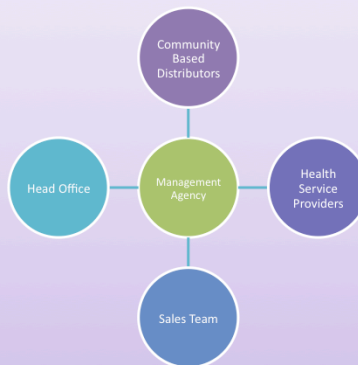 Community
Based
Distributors
Head Office
Management
Agency
Health
Service
Providers
Sales Team